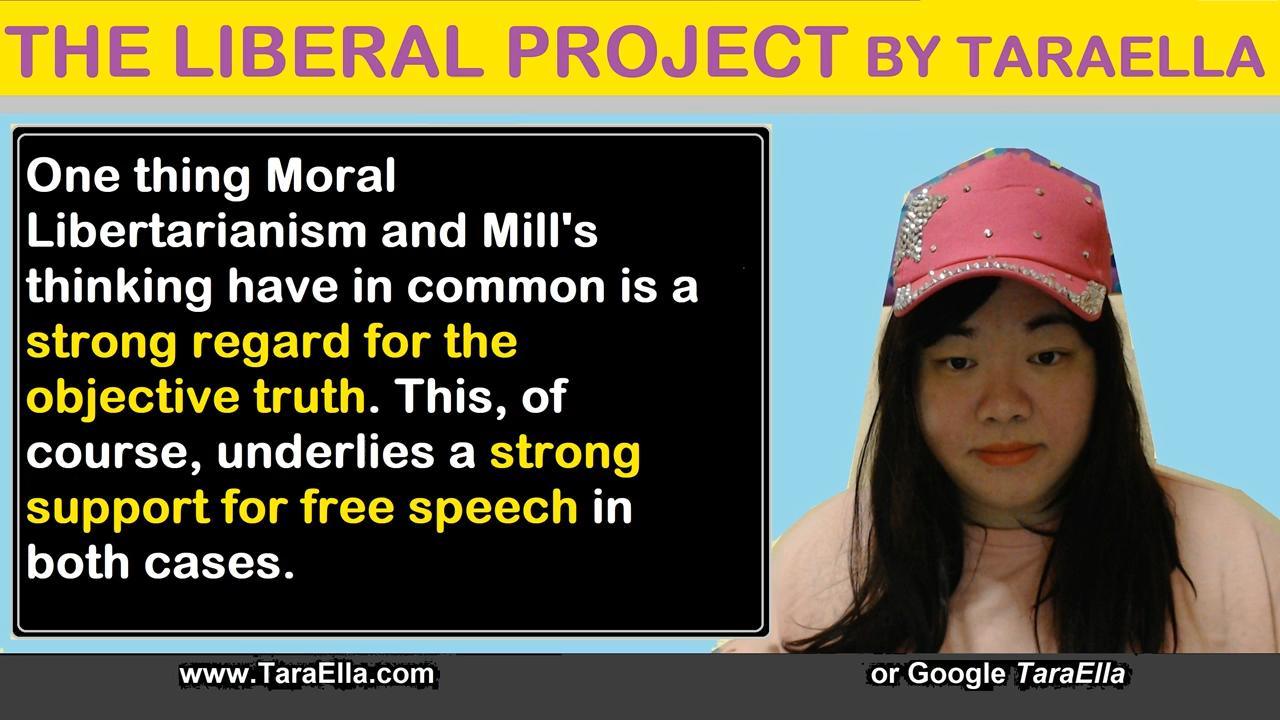 THE LIBERAL PROJECT BY TARAELLA
One thing Moral
Libertarianism and Mill's
thinking have in common is a
strong regard for the
objective truth. This, of
course, underlies a strong
support for free speech in
both cases.
www.TaraElla.com
or Google TaraElla